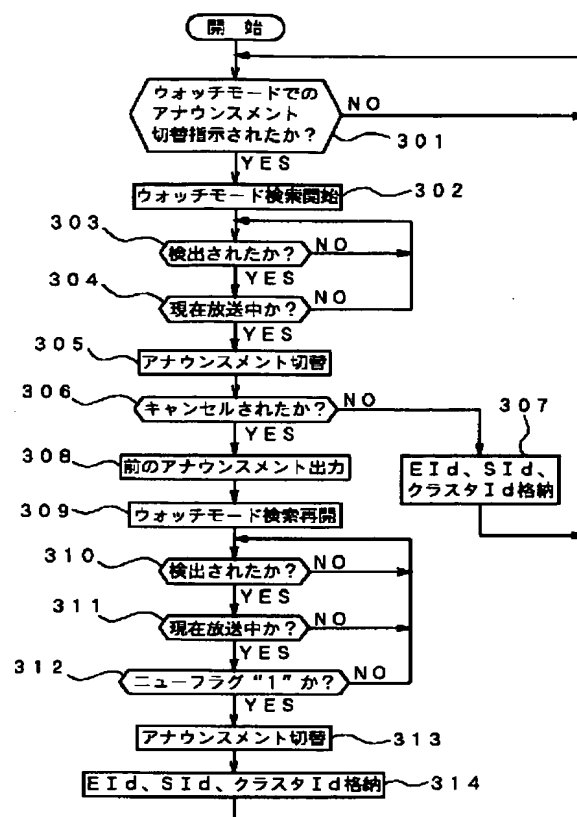 開始
ウォッチモードでの
アナウンスメント
切替指示されたか?
NO
301
YES
ウォッチモード検索開始
302
303
検出されたか?
NO
YES
304
現在放送中か?
NO
YES
305
アナウンスメント切替
306
キャンセルされたか?
NO
307
YES
EId、SId、
クラスタId格納
308
前のアナウンスメント出力
309
ウォッチモード検索再開
310
検出されたか?
NO
YES
311
現在放送中か?
NO
YES
312
ニューフラグ“1”か?
NO
YES
アナウンスメント切替
313
EId、SId、クラスタId格納
314